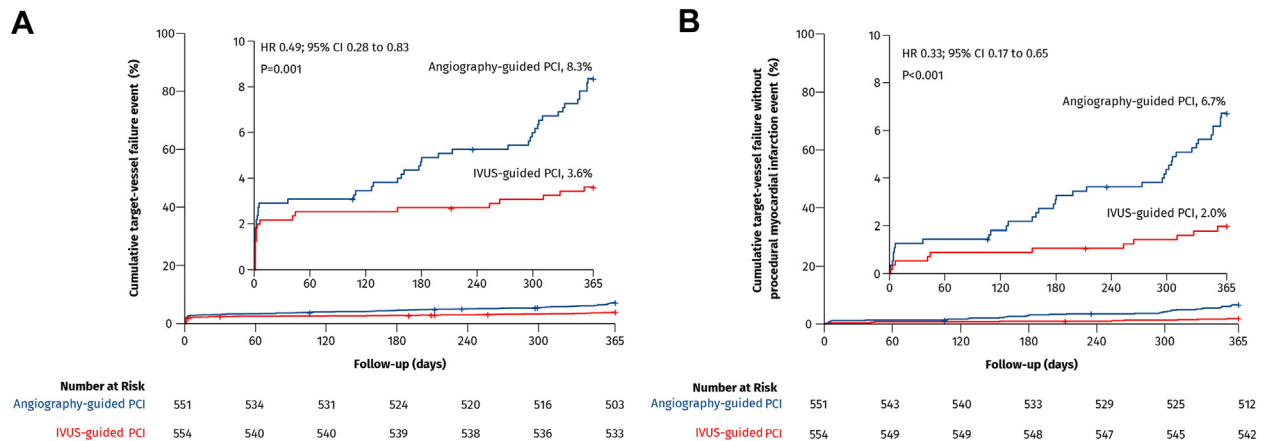 A
Cumulative target-vessel failure event (%)
100
80
60
40
20
0
10
8
6
4
2
0
HR 0.49; 95% CI 0.28 to 0.83
P=0.001
Angiography-guided PCI, 8.3%
IVUS-guided PCI, 3.6%
0 60 120 180 240 300 365
0 60 120 180 240 300 365
Follow-up (days)
Number at Risk
Angiography-guided PCI 551 534 531 524 520 516 503
IVUS-guided PCI 554 540 540 539 538 536 533
B
Cumulative target-vessel failure without
procedural myocardial infarction event (%)
100
80
60
40
20
0
10
8
6
4
2
0
HR 0.33; 95% CI 0.17 to 0.65
P<0.001
Angiography-guided PCI, 6.7%
IVUS-guided PCI, 2.0%
0 60 120 180 240 300 365
0 60 120 180 240 300 365
Follow-up (days)
Number at Risk
Angiography-guided PCI 551 543 540 533 529 525 512
IVUS-guided PCI 554 549 549 548 547 545 542